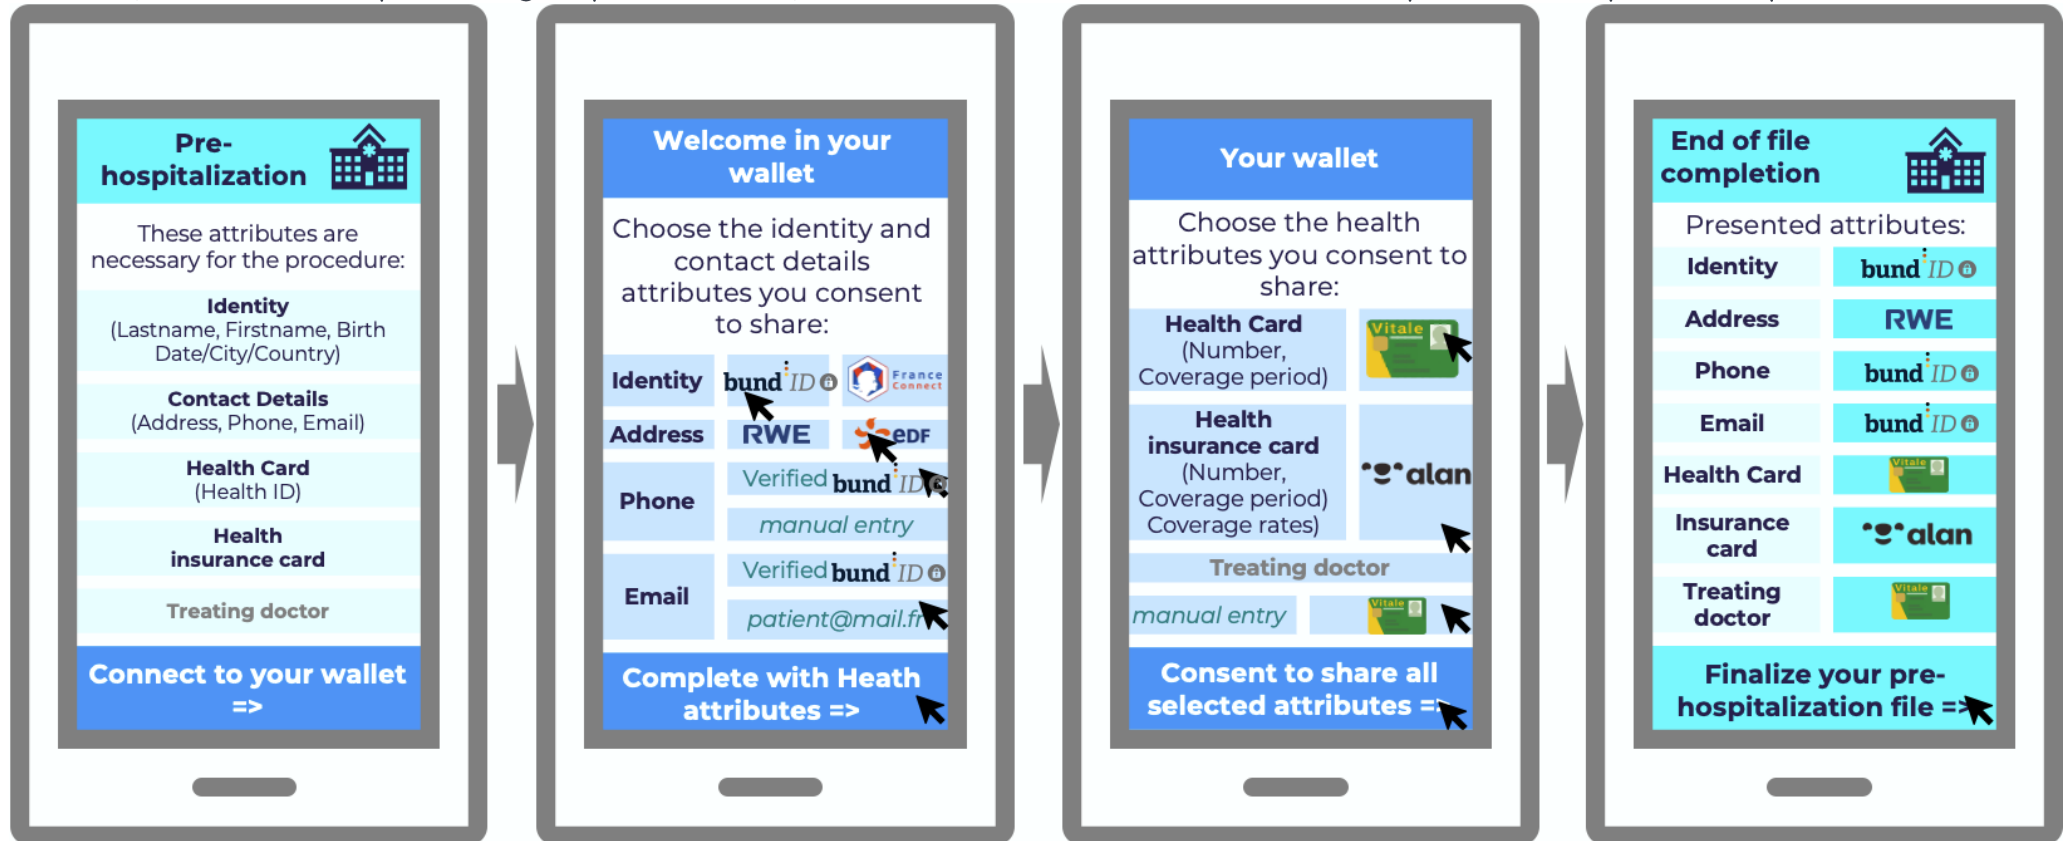 Pre-
hospitalization
These attributes are
necessary for the procedure:
Identity
(Lastname, Firstname, Birth
Date/City/Country)
Contact Details
(Address, Phone, Email)
Health Card
(Health ID)
Health
insurance card
Treating doctor
Connect to your wallet
=>
Welcome in your
wallet
Choose the identity and
contact details
attributes you consent
to share:
Identity
bund ID
France
Connect
Address
RWE
eDF
Phone
Verified bund ID
manual entry
Email
Verified bund ID
patient@mail.fr
Complete with Heath
attributes =>
Your wallet
Choose the health
attributes you consent to
share:
Health Card
(Number,
Coverage period)
Vitale
Health
insurance card
(Number,
Coverage period)
Coverage rates)
alan
Treating doctor
manual entry
Vitale
Consent to share all
selected attributes =>
End of file
completion
Presented attributes:
Identity
bund ID
Address
RWE
Phone
bund ID
Email
bund ID
Health Card
Vitale
Insurance
card
alan
Treating
doctor
Vitale
Finalize your pre-
hospitalization file =>